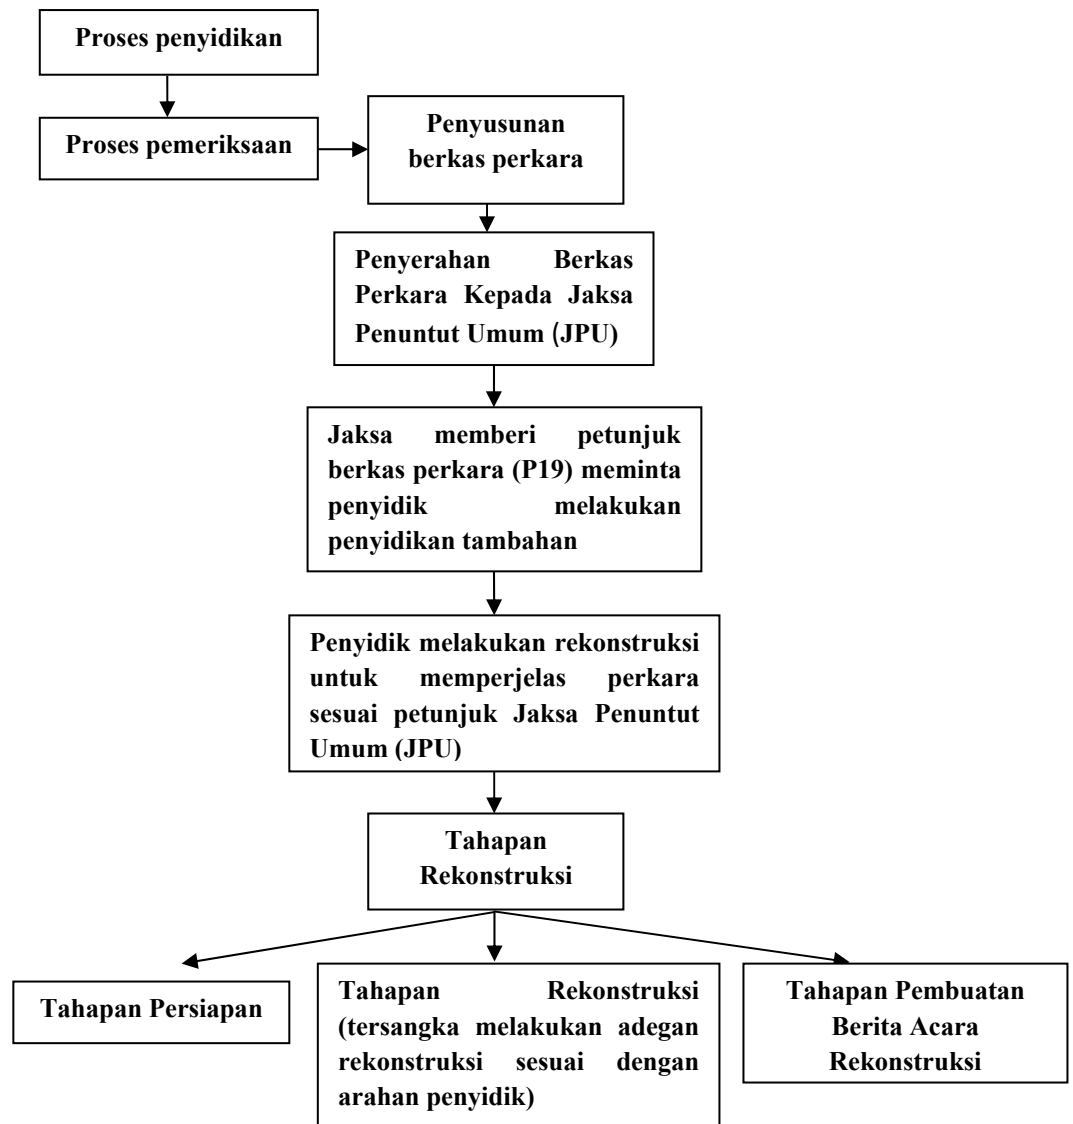 Proses penyidikan
Proses pemeriksaan
Penyusunan
berkas perkara
Penyerahan Berkas
Perkara Kepada Jaksa
Penuntut Umum (JPU)
Jaksa memberi petunjuk
berkas perkara (P19) meminta
penyidik melakukan
penyidikan tambahan
Penyidik melakukan rekonstruksi
untuk memperjelas perkara
sesuai petunjuk Jaksa Penuntut
Umum (JPU)
Tahapan
Rekonstruksi
Tahapan Persiapan
Tahapan Rekonstruksi
(tersangka melakukan adegan
rekonstruksi sesuai dengan
arahan penyidik)
Tahapan Pembuatan
Berita Acara
Rekonstruksi